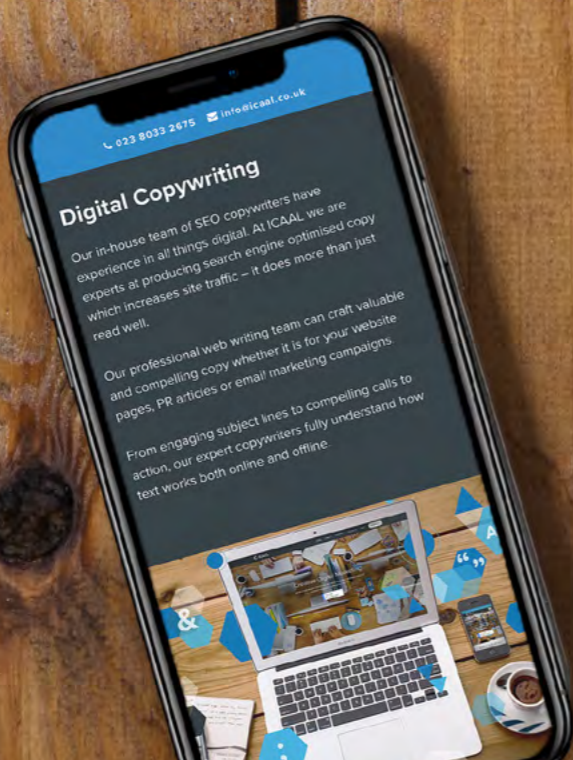 023 8033 2675 info@icaal.co.uk
Digital Copywriting
Our in-house team of SEO copywriters have
experience in all things digital. At ICAAL we are
experts at producing search engine optimised copy
which increases site traffic – it does more than just
read well.
Our professional web writing team can craft valuable
and compelling copy whether it is for your website
pages, PR articles or email marketing campaigns.
From engaging subject lines to compelling calls to
action, our expert copywriters fully understand how
text works both online and offline.
A
“ ”
&
;